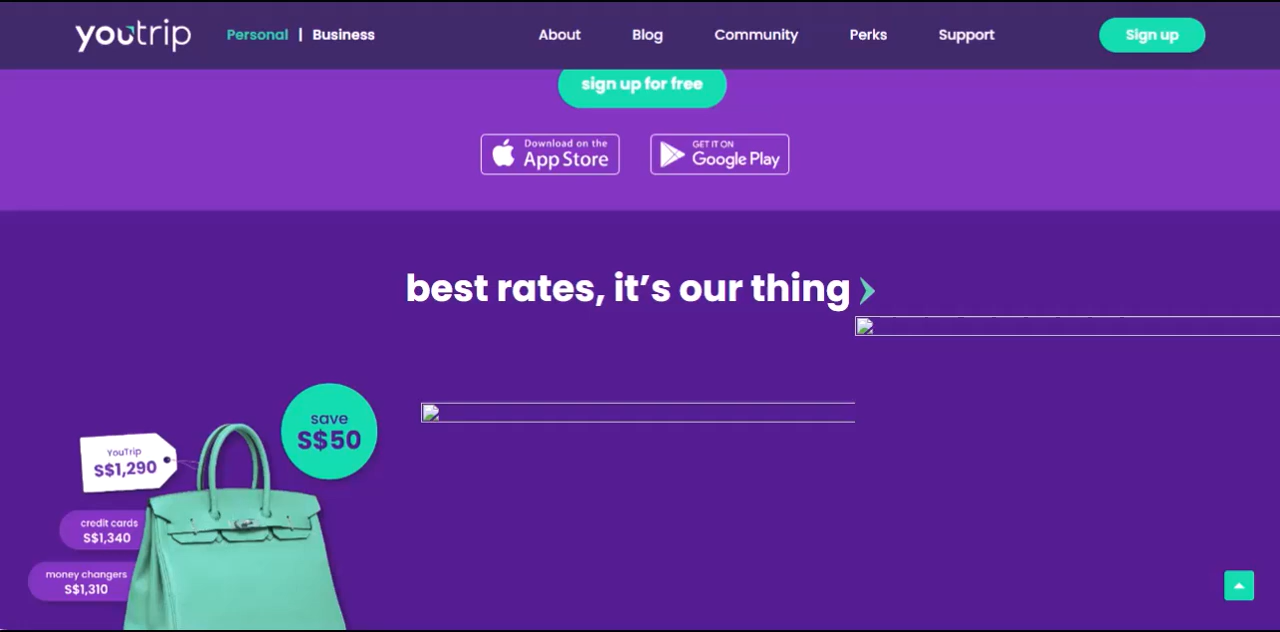 youtrip
Personal | Business
About
Blog
Community
Perks
Support
Sign up
sign up for free
Download on the
App Store
GET IT ON
Google Play
best rates, it's our thing
save
S$50
YouTrip
S$1,290
credit cards
S$1,340
money changers
S$1,310